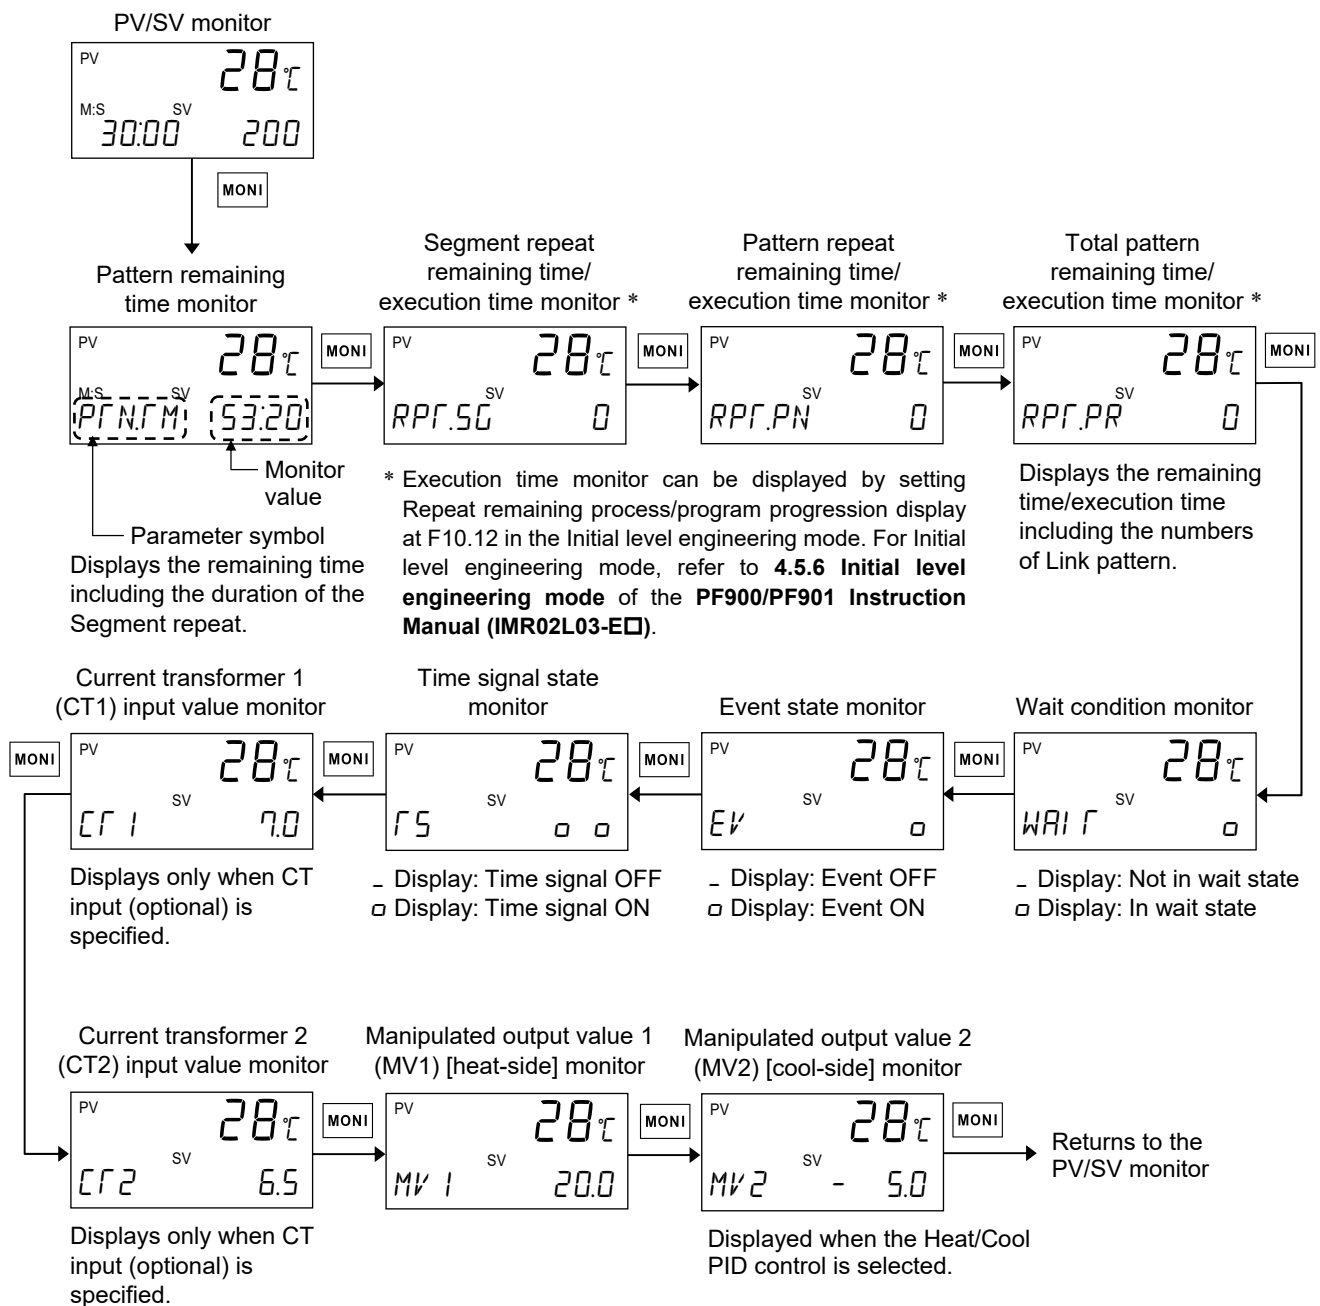 PV/SV monitor
PV
28℃
M:S SV
30:00 200
MONI
Pattern remaining
time monitor
PV
28℃
M:S SV
PTN.TM 53:20
Monitor
value
Parameter symbol
Displays the remaining time
including the duration of the
Segment repeat.
MONI
Segment repeat
remaining time/
execution time monitor *
PV
28℃
SV
RPT.SG 0
MONI
Pattern repeat
remaining time/
execution time monitor *
PV
28℃
SV
RPT.PN 0
MONI
Total pattern
remaining time/
execution time monitor *
PV
28℃
SV
RPT.PR 0
MONI
Displays the remaining
time/execution time
including the numbers
of Link pattern.
* Execution time monitor can be displayed by setting
Repeat remaining process/program progression display
at F10.12 in the Initial level engineering mode. For Initial
level engineering mode, refer to 4.5.6 Initial level
engineering mode of the PF900/PF901 Instruction
Manual (IMR02L03-E□).
Wait condition monitor
PV
28℃
SV
WAIT o
_ Display: Not in wait state
o Display: In wait state
MONI
Event state monitor
PV
28℃
SV
EV o
_ Display: Event OFF
o Display: Event ON
MONI
Time signal state
monitor
PV
28℃
SV
TS o o
_ Display: Time signal OFF
o Display: Time signal ON
MONI
Current transformer 1
(CT1) input value monitor
PV
28℃
SV
CT1 7.0
Displays only when CT
input (optional) is
specified.
MONI
Current transformer 2
(CT2) input value monitor
PV
28℃
SV
CT2 6.5
Displays only when CT
input (optional) is
specified.
MONI
Manipulated output value 1
(MV1) [heat-side] monitor
PV
28℃
SV
MV1 20.0
MONI
Manipulated output value 2
(MV2) [cool-side] monitor
PV
28℃
SV
MV2 - 5.0
Displayed when the Heat/Cool
PID control is selected.
MONI
Returns to the
PV/SV monitor